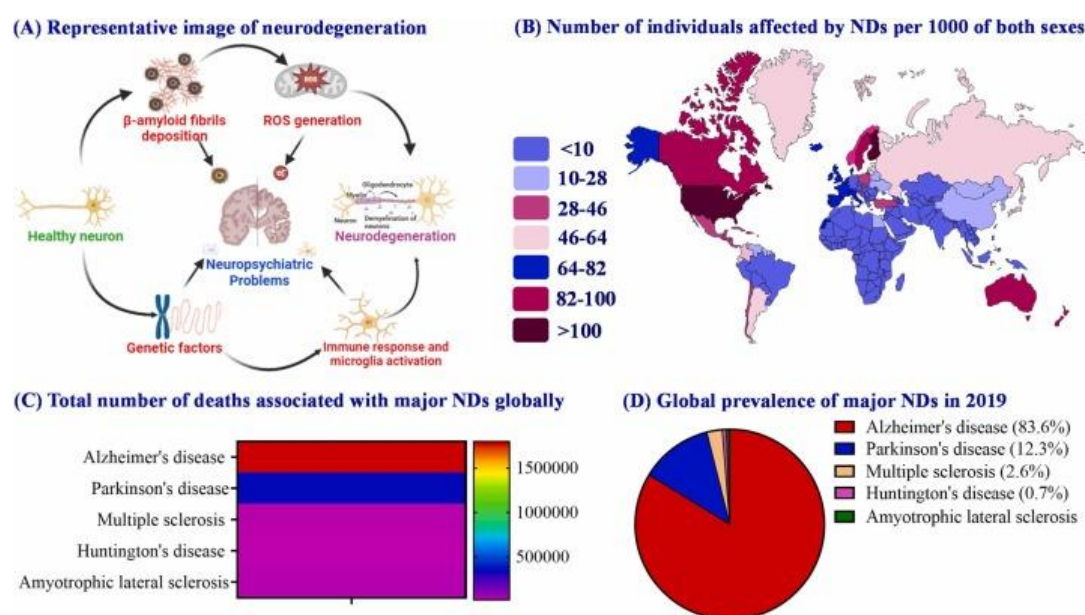 (A) Representative image of neurodegeneration
β-amyloid fibrils
deposition
ROS
ROS generation
Healthy neuron
Oligodendrocyte
Myelin
Neuron
Demyelination of
neurons
Neurodegeneration
Neuropsychiatric
Problems
Genetic factors
Immune response and
microglia activation
(B) Number of individuals affected by NDs per 1000 of both sexes
<10
10-28
28-46
46-64
64-82
82-100
>100
(C) Total number of deaths associated with major NDs globally
Alzheimer's disease
Parkinson's disease
Multiple sclerosis
Huntington's disease
Amyotrophic lateral sclerosis
1500000
1000000
500000
(D) Global prevalence of major NDs in 2019
Alzheimer's disease (83.6%)
Parkinson's disease (12.3%)
Multiple sclerosis (2.6%)
Huntington's disease (0.7%)
Amyotrophic lateral sclerosis